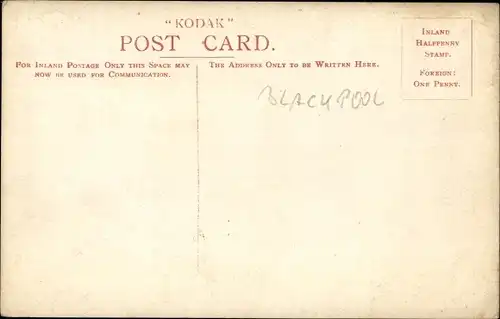 "KODAK"
POST CARD.
FOR INLAND POSTAGE ONLY THIS SPACE MAY
NOW BE USED FOR COMMUNICATION.
THE ADDRESS ONLY TO BE WRITTEN HERE.
INLAND
HALFPENNY
STAMP.
FOREIGN:
ONE PENNY.
BLACKPOOL